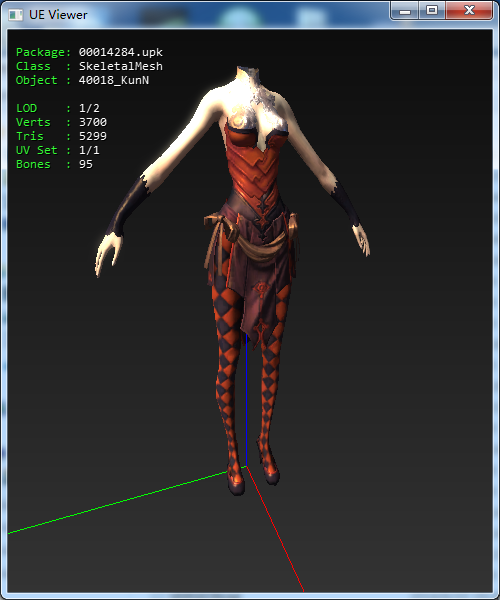 UE Viewer
Package: 00014284.upk
Class : SkeletalMesh
Object : 40018_KunN
LOD : 1/2
Verts : 3700
Tris : 5299
UV Set : 1/1
Bones : 95